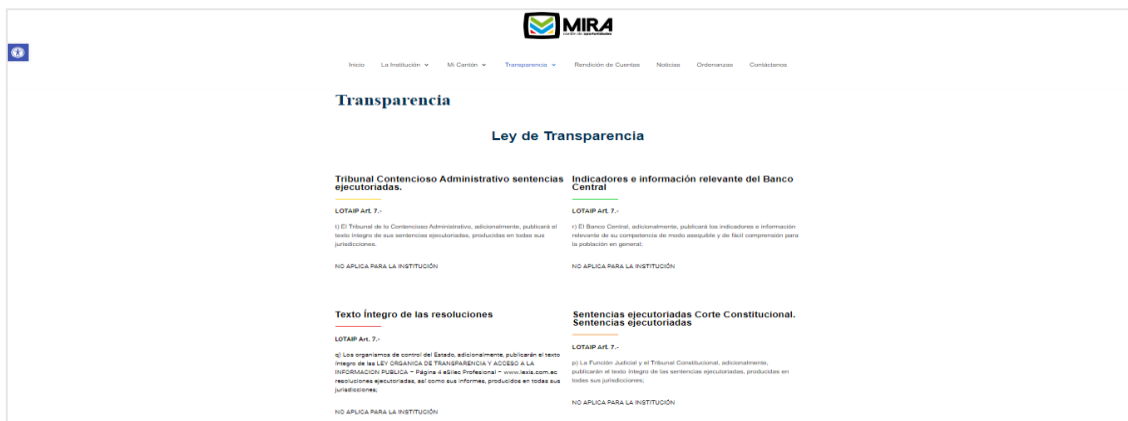 MIRA
cantón de oportunidades
Inicio La Institución Mi Cantón Transparencia Rendición de Cuentas Noticias Ordenanzas Contáctanos
Transparencia
Ley de Transparencia
Tribunal Contencioso Administrativo sentencias
ejecutoriadas.
LOTAIP Art. 7.-
t) El Tribunal de lo Contencioso Administrativo, adicionalmente, publicará el
texto íntegro de sus sentencias ejecutoriadas, producidas en todas sus
jurisdicciones.
NO APLICA PARA LA INSTITUCIÓN
Indicadores e información relevante del Banco
Central
LOTAIP Art. 7.-
r) El Banco Central, adicionalmente, publicará los indicadores e información
relevante de su competencia de modo asequible y de fácil comprensión para
la población en general;
NO APLICA PARA LA INSTITUCIÓN
Texto Íntegro de las resoluciones
LOTAIP Art. 7.-
q) Los organismos de control del Estado, adicionalmente, publicarán el texto
íntegro de las LEY ORGANICA DE TRANSPARENCIA Y ACCESO A LA
INFORMACION PUBLICA – Página 4 eSilec Profesional – www.lexis.com.ec
resoluciones ejecutoriadas, así como sus informes, producidos en todas sus
jurisdicciones;
NO APLICA PARA LA INSTITUCIÓN
Sentencias ejecutoriadas Corte Constitucional.
Sentencias ejecutoriadas
LOTAIP Art. 7.-
p) La Función Judicial y el Tribunal Constitucional, adicionalmente,
publicarán el texto íntegro de las sentencias ejecutoriadas, producidas en
todas sus jurisdicciones;
NO APLICA PARA LA INSTITUCIÓN